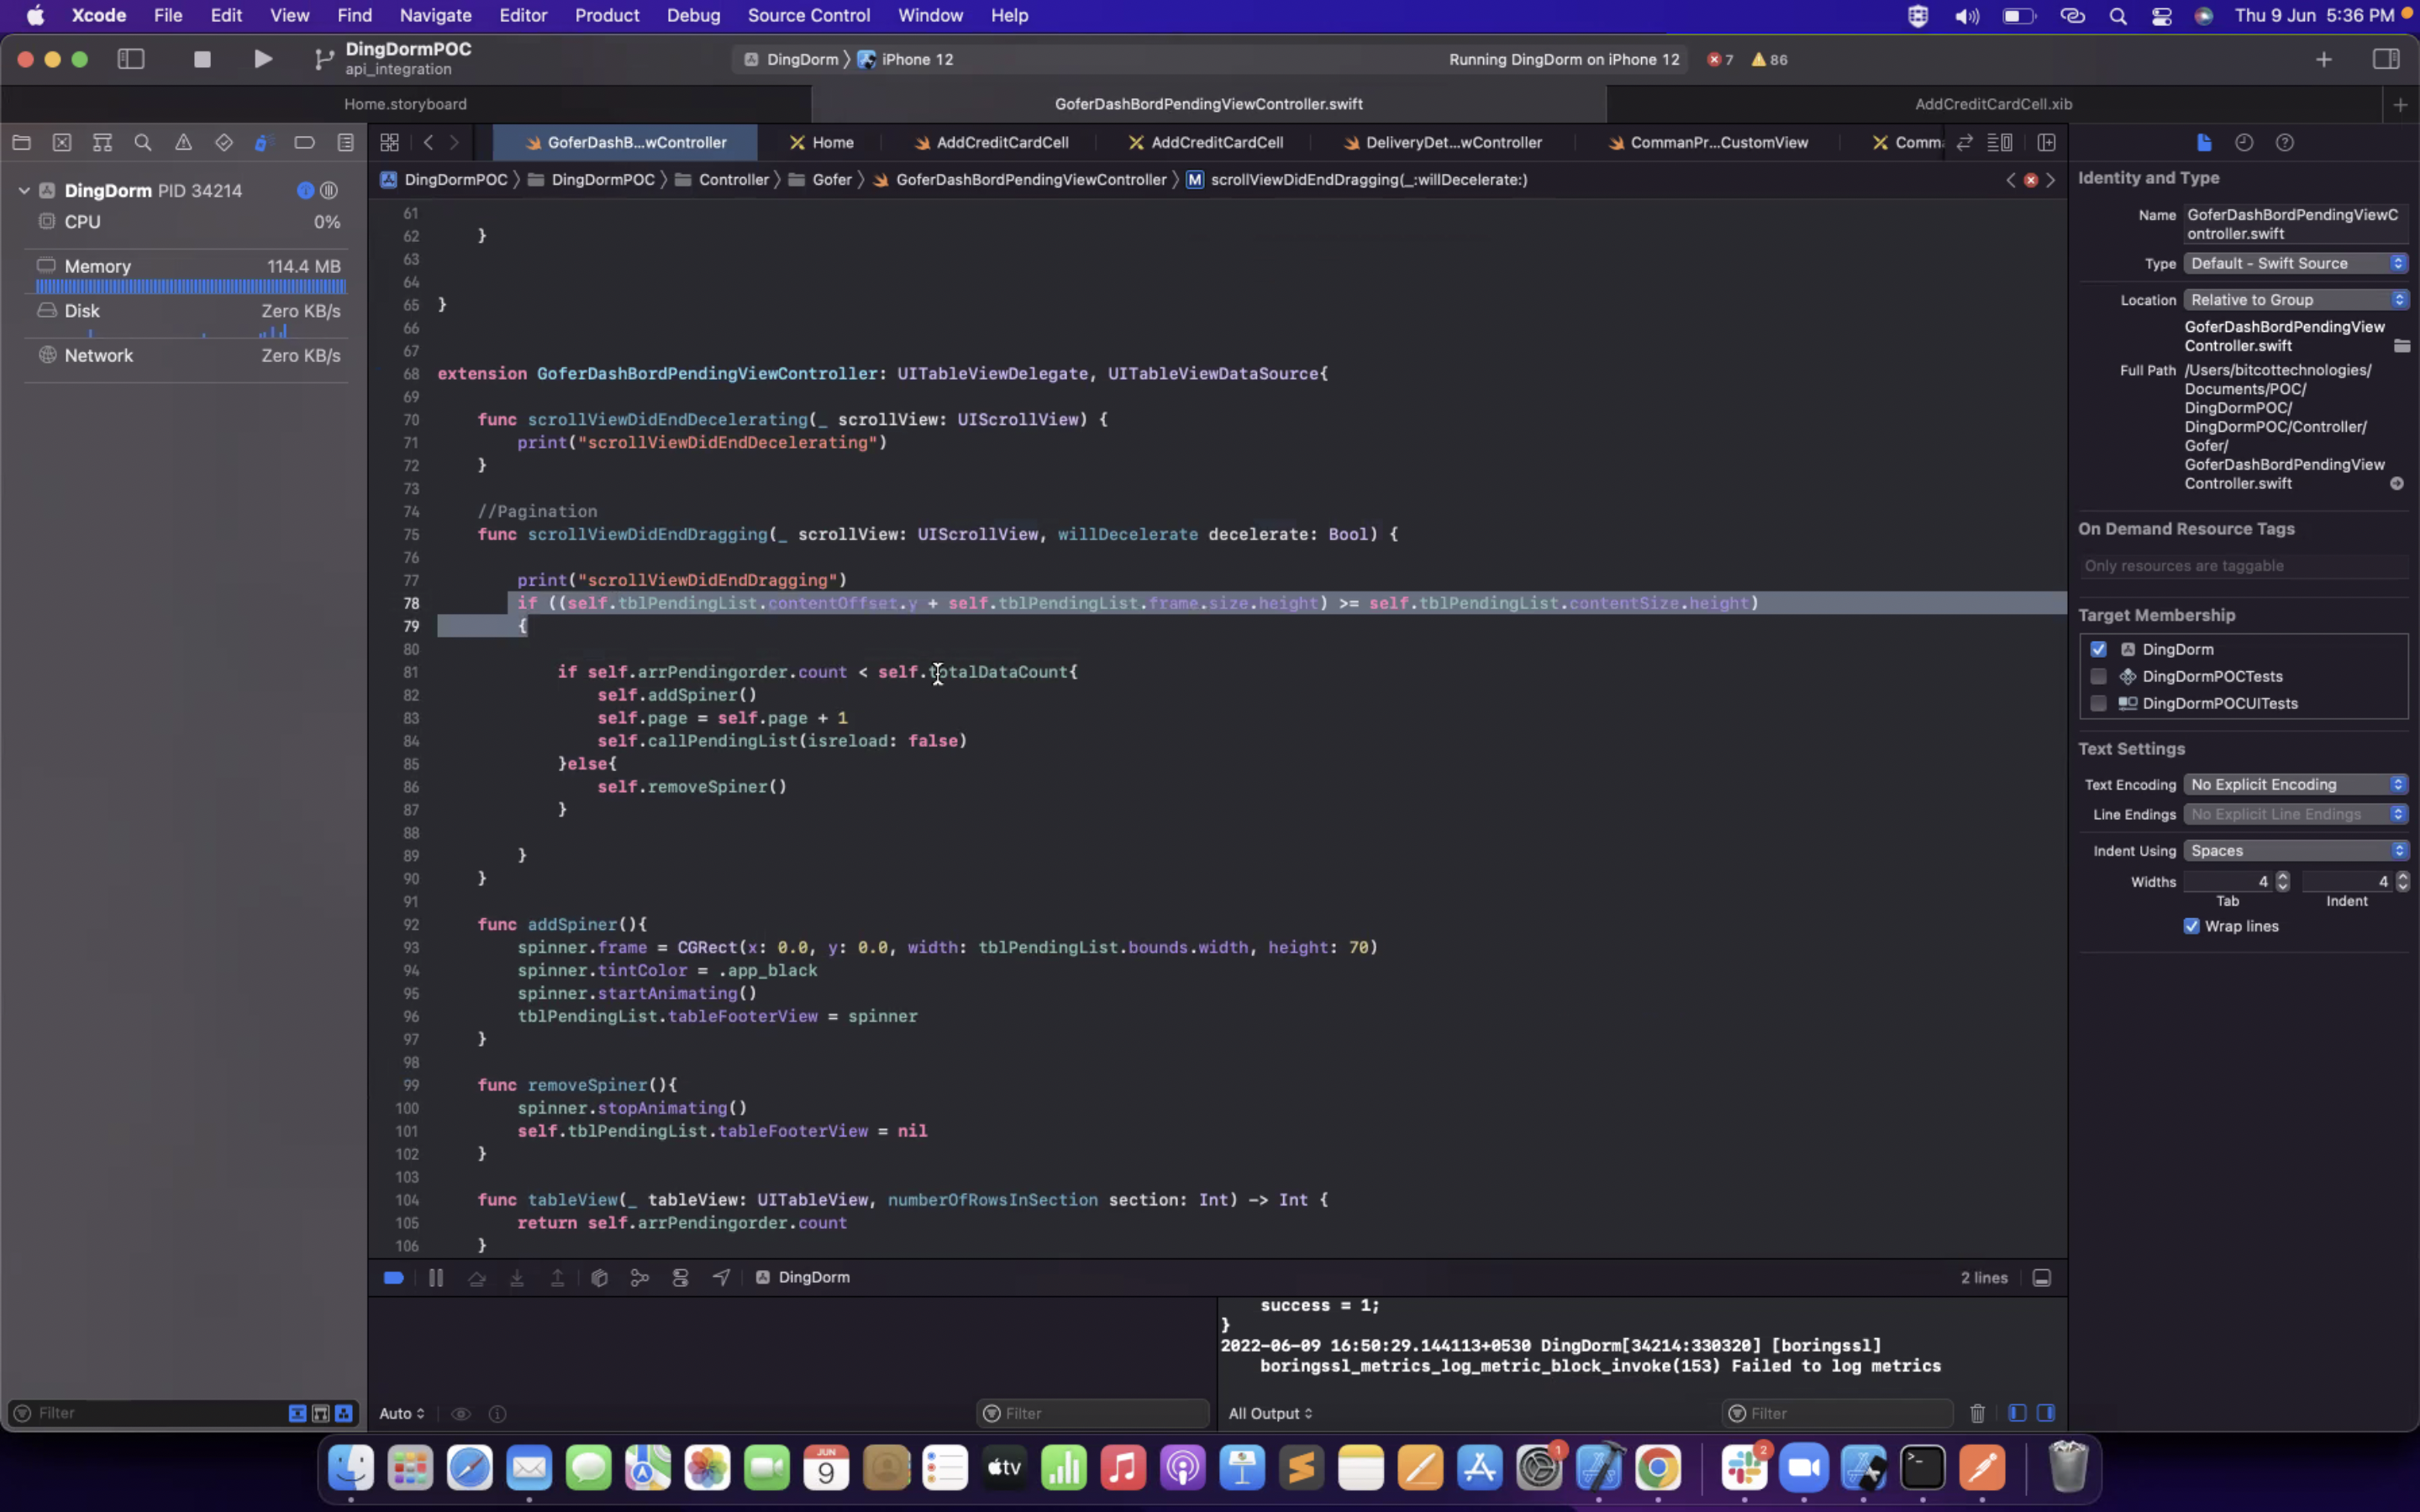 Xcode File Edit View Find Navigate Editor Product Debug Source Control Window Help Thu 9 Jun 5:36 PM
DingDormPOC
api_integration
DingDorm 〉 iPhone 12
Running DingDorm on iPhone 12 7 86
Home.storyboard
GoferDashBordPendingViewController.swift
AddCreditCardCell.xib
GoferDashB...wController Home AddCreditCardCell AddCreditCardCell DeliveryDet...wController CommanPr...CustomView Comma
DingDormPOC 〉 DingDormPOC 〉 Controller 〉 Gofer 〉 GoferDashBordPendingViewController 〉 M scrollViewDidEndDragging(_:willDecelerate:)
DingDorm PID 34214
CPU 0%
Memory 114.4 MB
Disk Zero KB/s
Network Zero KB/s
Filter
61
62 }
63
64
65 }
66
67
68 extension GoferDashBordPendingViewController: UITableViewDelegate, UITableViewDataSource{
69
70 func scrollViewDidEndDecelerating(_ scrollView: UIScrollView) {
71 print("scrollViewDidEndDecelerating")
72 }
73
74 //Pagination
75 func scrollViewDidEndDragging(_ scrollView: UIScrollView, willDecelerate decelerate: Bool) {
76
77 print("scrollViewDidEndDragging")
78 if ((self.tblPendingList.contentOffset.y + self.tblPendingList.frame.size.height) >= self.tblPendingList.contentSize.height)
79 {
80
81 if self.arrPendingorder.count < self.totalDataCount{
82 self.addSpiner()
83 self.page = self.page + 1
84 self.callPendingList(isreload: false)
85 }else{
86 self.removeSpiner()
87 }
88
89 }
90 }
91
92 func addSpiner(){
93 spinner.frame = CGRect(x: 0.0, y: 0.0, width: tblPendingList.bounds.width, height: 70)
94 spinner.tintColor = .app_black
95 spinner.startAnimating()
96 tblPendingList.tableFooterView = spinner
97 }
98
99 func removeSpiner(){
100 spinner.stopAnimating()
101 self.tblPendingList.tableFooterView = nil
102 }
103
104 func tableView(_ tableView: UITableView, numberOfRowsInSection section: Int) -> Int {
105 return self.arrPendingorder.count
106 }
DingDorm
2 lines
success = 1;
}
2022-06-09 16:50:29.144113+0530 DingDorm[34214:330320] [boringssl]
boringssl_metrics_log_metric_block_invoke(153) Failed to log metrics
Auto
Filter
All Output
Filter
Identity and Type
Name GoferDashBordPendingViewC
ontroller.swift
Type Default - Swift Source
Location Relative to Group
GoferDashBordPendingView
Controller.swift
Full Path /Users/bitcottechnologies/
Documents/POC/
DingDormPOC/
DingDormPOC/Controller/
Gofer/
GoferDashBordPendingView
Controller.swift
On Demand Resource Tags
Only resources are taggable
Target Membership
DingDorm
DingDormPOCTests
DingDormPOCUITests
Text Settings
Text Encoding No Explicit Encoding
Line Endings No Explicit Line Endings
Indent Using Spaces
Widths 4 4
Tab Indent
Wrap lines
JUN
9
tv
1
2